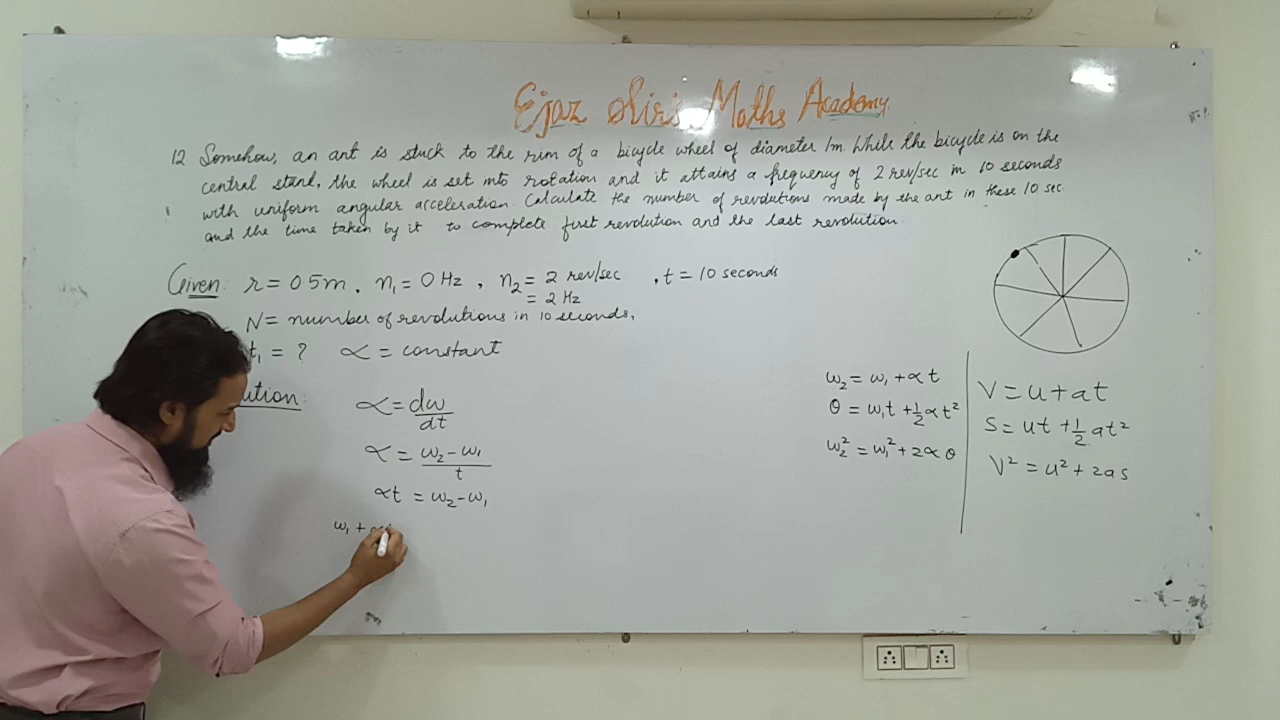 Ejaz Sir's Maths Academy
12 Somehow, an ant is stuck to the rim of a bicycle wheel of diameter 1m. While the bicycle is on the
central stand, the wheel is set into rotation and it attains a frequency of 2 rev/sec in 10 seconds
with uniform angular acceleration. Calculate the number of revolutions made by the ant in these 10 sec.
and the time taken by it to complete first revolution and the last revolution
Given: r = 0.5m, n₁ = 0 Hz, n₂ = 2 rev/sec, t = 10 seconds
= 2 Hz
N = number of revolutions in 10 seconds,
t₁ = ? α = constant
ution:
α = dω/dt
α = (ω₂ - ω₁)/t
αt = ω₂ - ω₁
ω₁ +
ω₂ = ω₁ + αt
θ = ω₁t + ½αt²
ω₂² = ω₁² + 2αθ
V = u + at
S = ut + ½at²
V² = u² + 2as